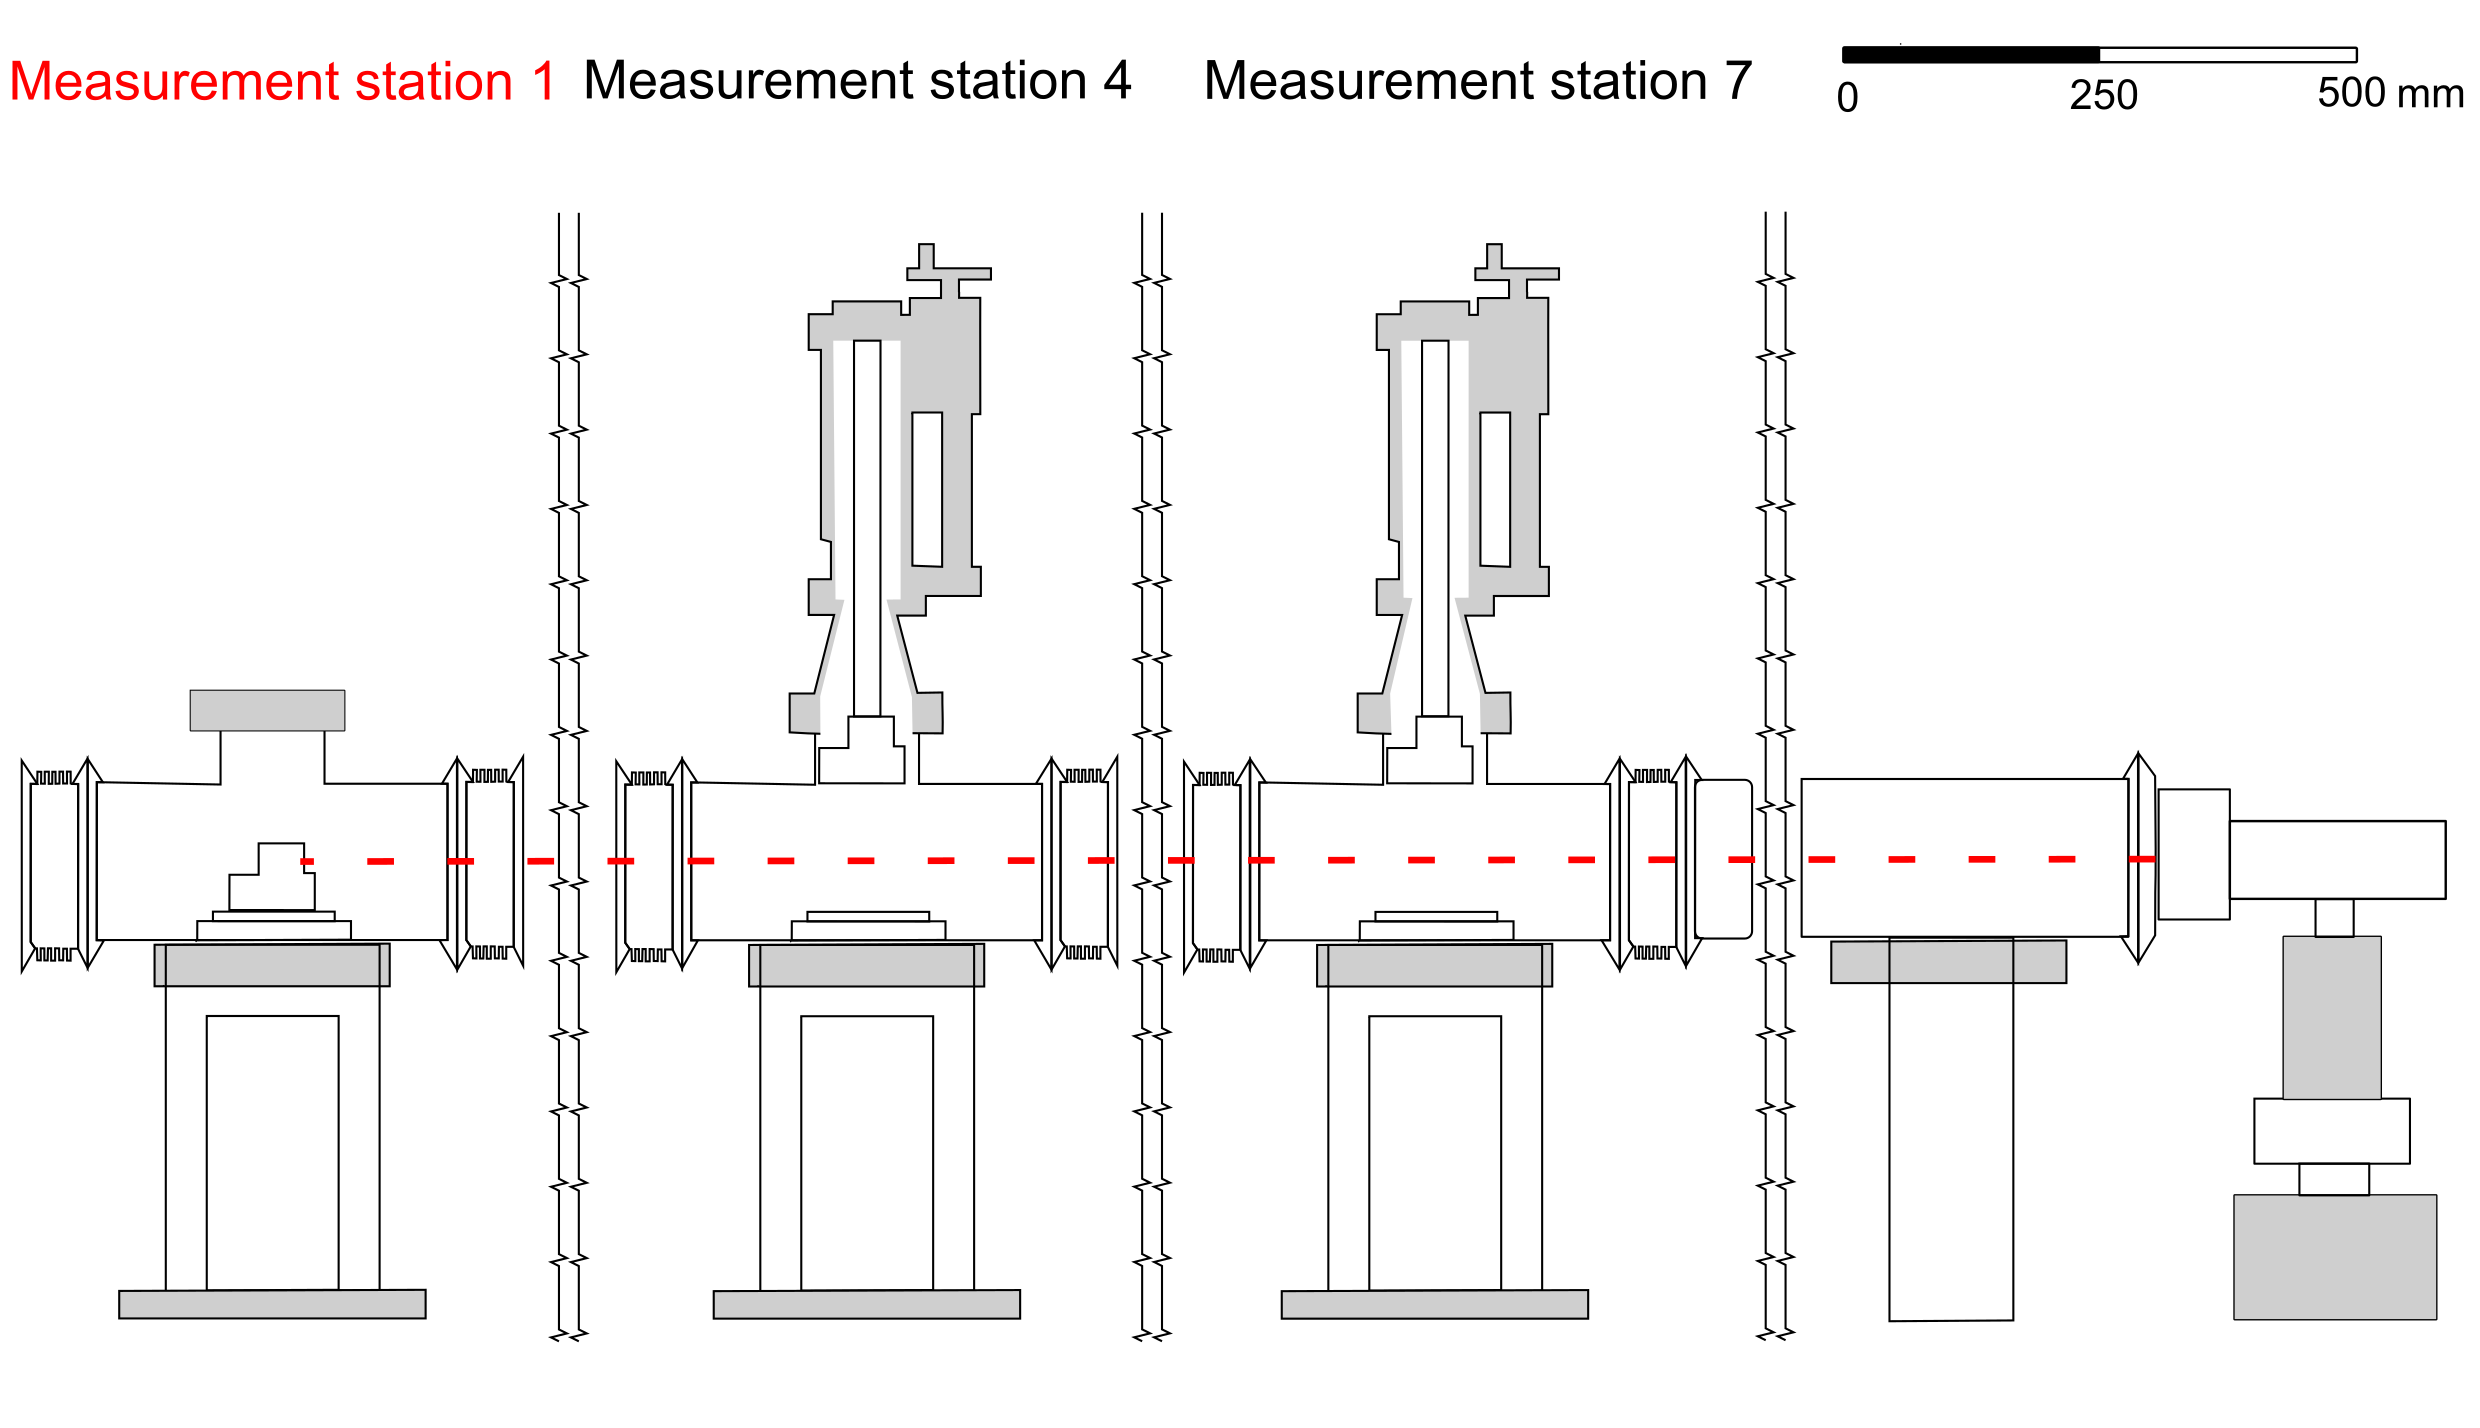 Measurement station 1
Measurement station 4
Measurement station 7
0
250
500 mm